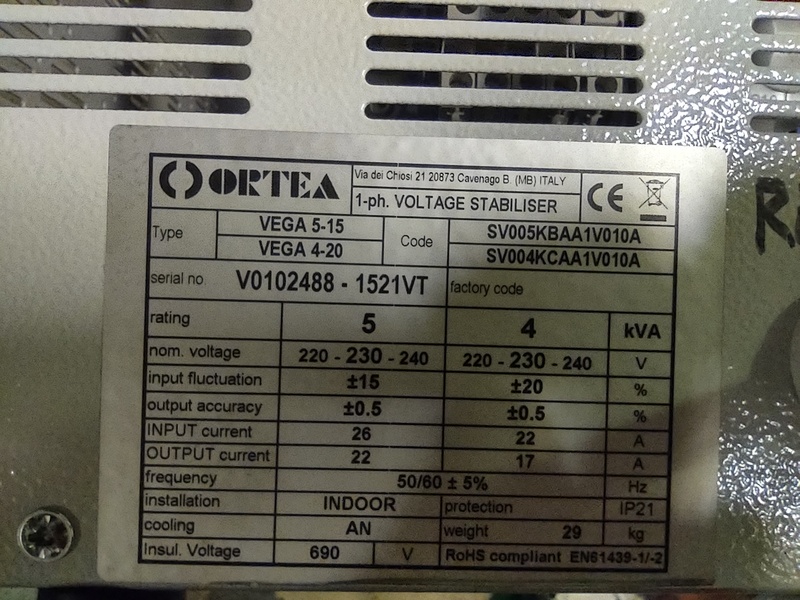 ORTEA
Via dei Chiosi 21 20873 Cavenago B. (MB) ITALY
1-ph. VOLTAGE STABILISER
CE
Type
VEGA 5-15
VEGA 4-20
Code
SV005KBAA1V010A
SV004KCAA1V010A
serial no
V0102488 - 1521VT
factory code
rating 5 4 kVA
nom. voltage 220 - 230 - 240 220 - 230 - 240 V
input fluctuation ±15 ±20 %
output accuracy ±0.5 ±0.5 %
INPUT current 26 22 A
OUTPUT current 22 17 A
frequency 50/60 ± 5% Hz
installation INDOOR protection IP21
cooling AN weight 29 kg
Insul. Voltage 690 V RoHS compliant EN61439-1/-2